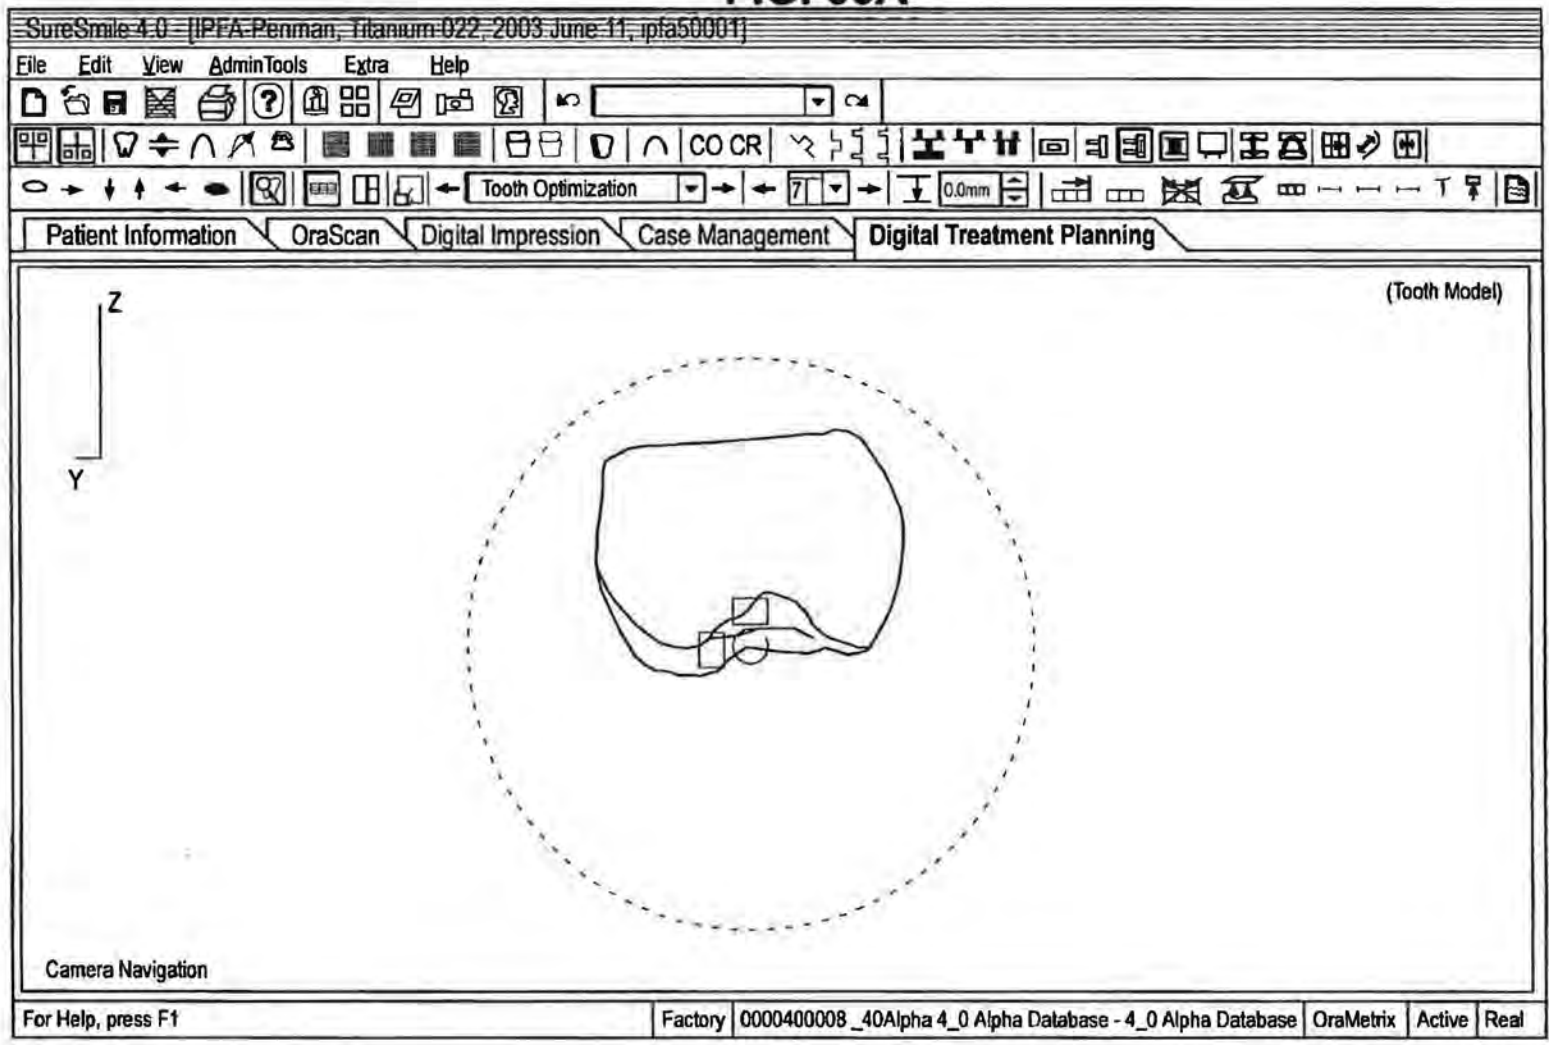 SureSmile 4.0 - [IPFA-Penman, Titanium-022, 2003 June 11, ipfa50001]
File Edit View AdminTools Extra Help
CO CR
Tooth Optimization 7 0.0mm
Patient Information OraScan Digital Impression Case Management Digital Treatment Planning
Z
(Tooth Model)
Y
Camera Navigation
For Help, press F1 Factory 0000400008 _40Alpha 4_0 Alpha Database - 4_0 Alpha Database OraMetrix Active Real